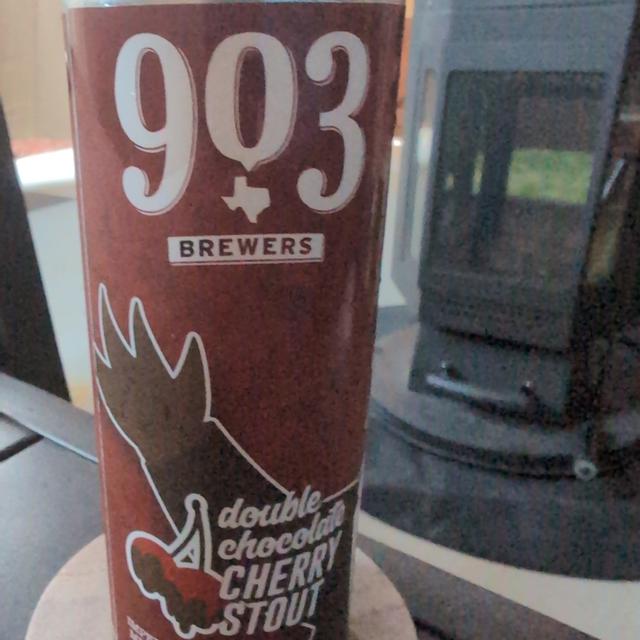 903
BREWERS
double
chocolate
CHERRY
STOUT